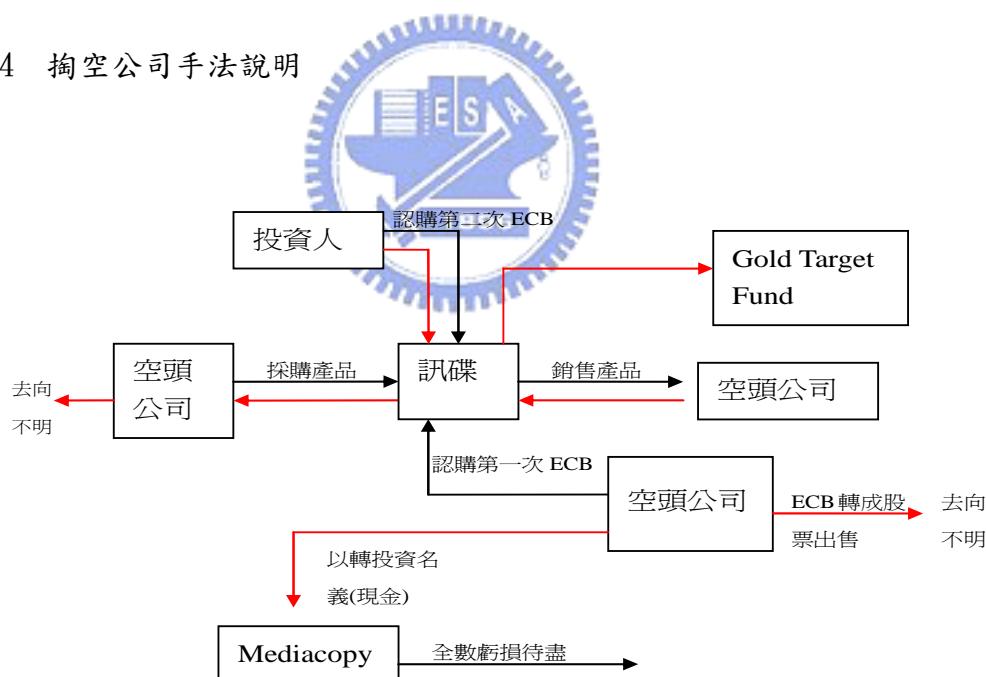 4 掏空公司手法說明
ESA
1896
投資人
認購第二次 ECB
Gold Target
Fund
去向
不明
空頭
公司
採購產品
訊碟
銷售產品
空頭公司
認購第一次 ECB
空頭公司
ECB 轉成股
票出售
去向
不明
以轉投資名
義(現金)
Mediacopy
全數虧損待盡